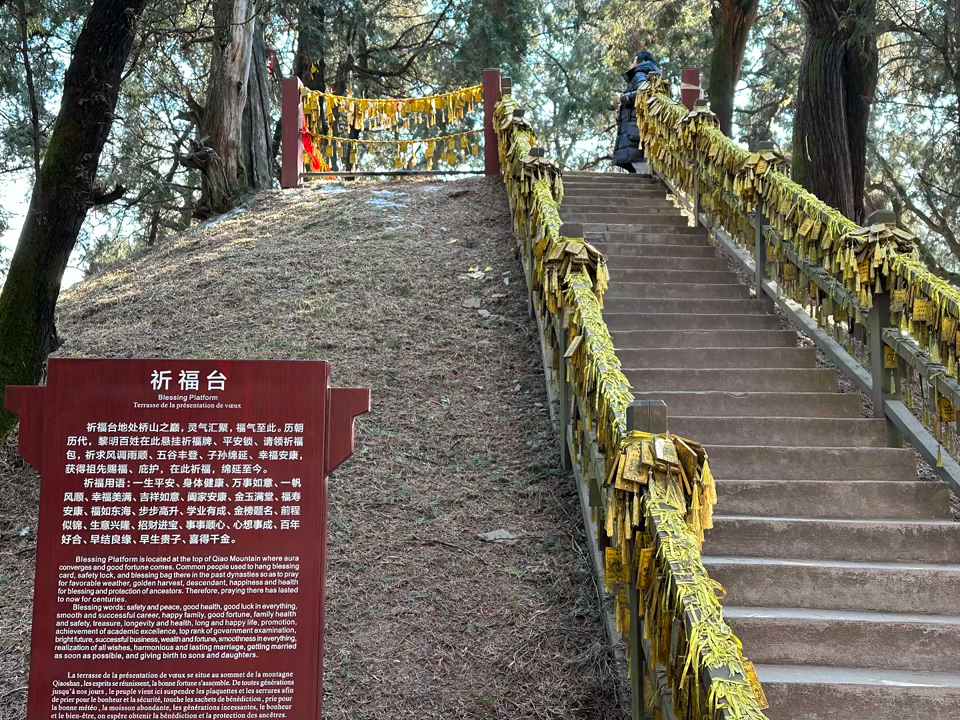 祈福台
Blessing Platform
Terrasse de la présentation de vœux
祈福台地处桥山之巅，灵气汇聚，福气至此。历朝
历代，黎明百姓在此悬挂祈福牌、平安锁、请领祈福
包，祈求风调雨顺、五谷丰登、子孙绵延、幸福安康，
获得祖先赐福、庇护，在此祈福，绵延至今。
祈福用语：一生平安、身体健康、万事如意、一帆
风顺、幸福美满、吉祥如意、阖家安康、金玉满堂、福寿
安康、福如东海、步步高升、学业有成、金榜题名、前程
似锦、生意兴隆、招财进宝、事事顺心、心想事成、百年
好合、早结良缘、早生贵子、喜得千金。
Blessing Platform is located at the top of Qiao Mountain where aura
converges and good fortune comes. Common people used to hang blessing
card, safety lock, and blessing bag there in the past dynasties so as to pray
for favorable weather, golden harvest, descendant, happiness and health
for blessing and protection of ancestors. Therefore, praying there has lasted
to now for centuries.
Blessing words: safety and peace, good health, good luck in everything,
smooth and successful career, happy family, good fortune, family health
and safety, treasure, longevity and health, long and happy life, promotion,
achievement of academic excellence, top rank of government examination,
bright future, successful business, wealth and fortune, smoothness in everything,
realization of all wishes, harmonious and lasting marriage, getting married
as soon as possible, and giving birth to sons and daughters.
La terrasse de la présentation de vœux se situe au sommet de la montagne
Qiaoshan, les esprits se réunissent, la bonne fortune s'assemble. De toutes générations
jusqu'à nos jours, le peuple vient ici suspendre les plaquettes et les serrures afin
de prier pour le bonheur et la sécurité, touche les sachets de bénédiction, prie pour
la bonne météo, la moisson abondante, les générations incessantes, le bonheur
et le bien-être, on espère obtenir la bénédiction et la protection des ancêtres.